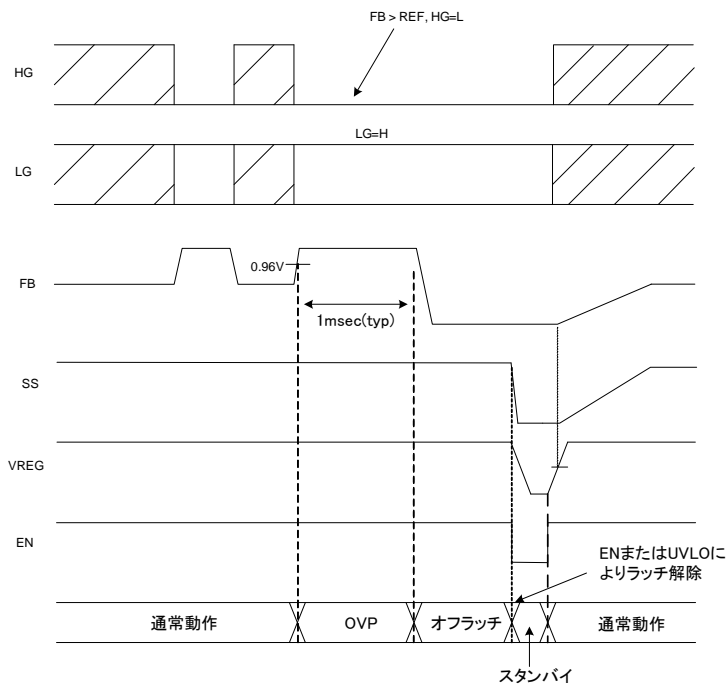 FB > REF, HG=L
HG
LG=H
LG
0.96V
FB
1msec(typ)
SS
VREG
EN
ENまたはUVLOに
よりラッチ解除
通常動作
OVP
オフラッチ
通常動作
スタンバイ